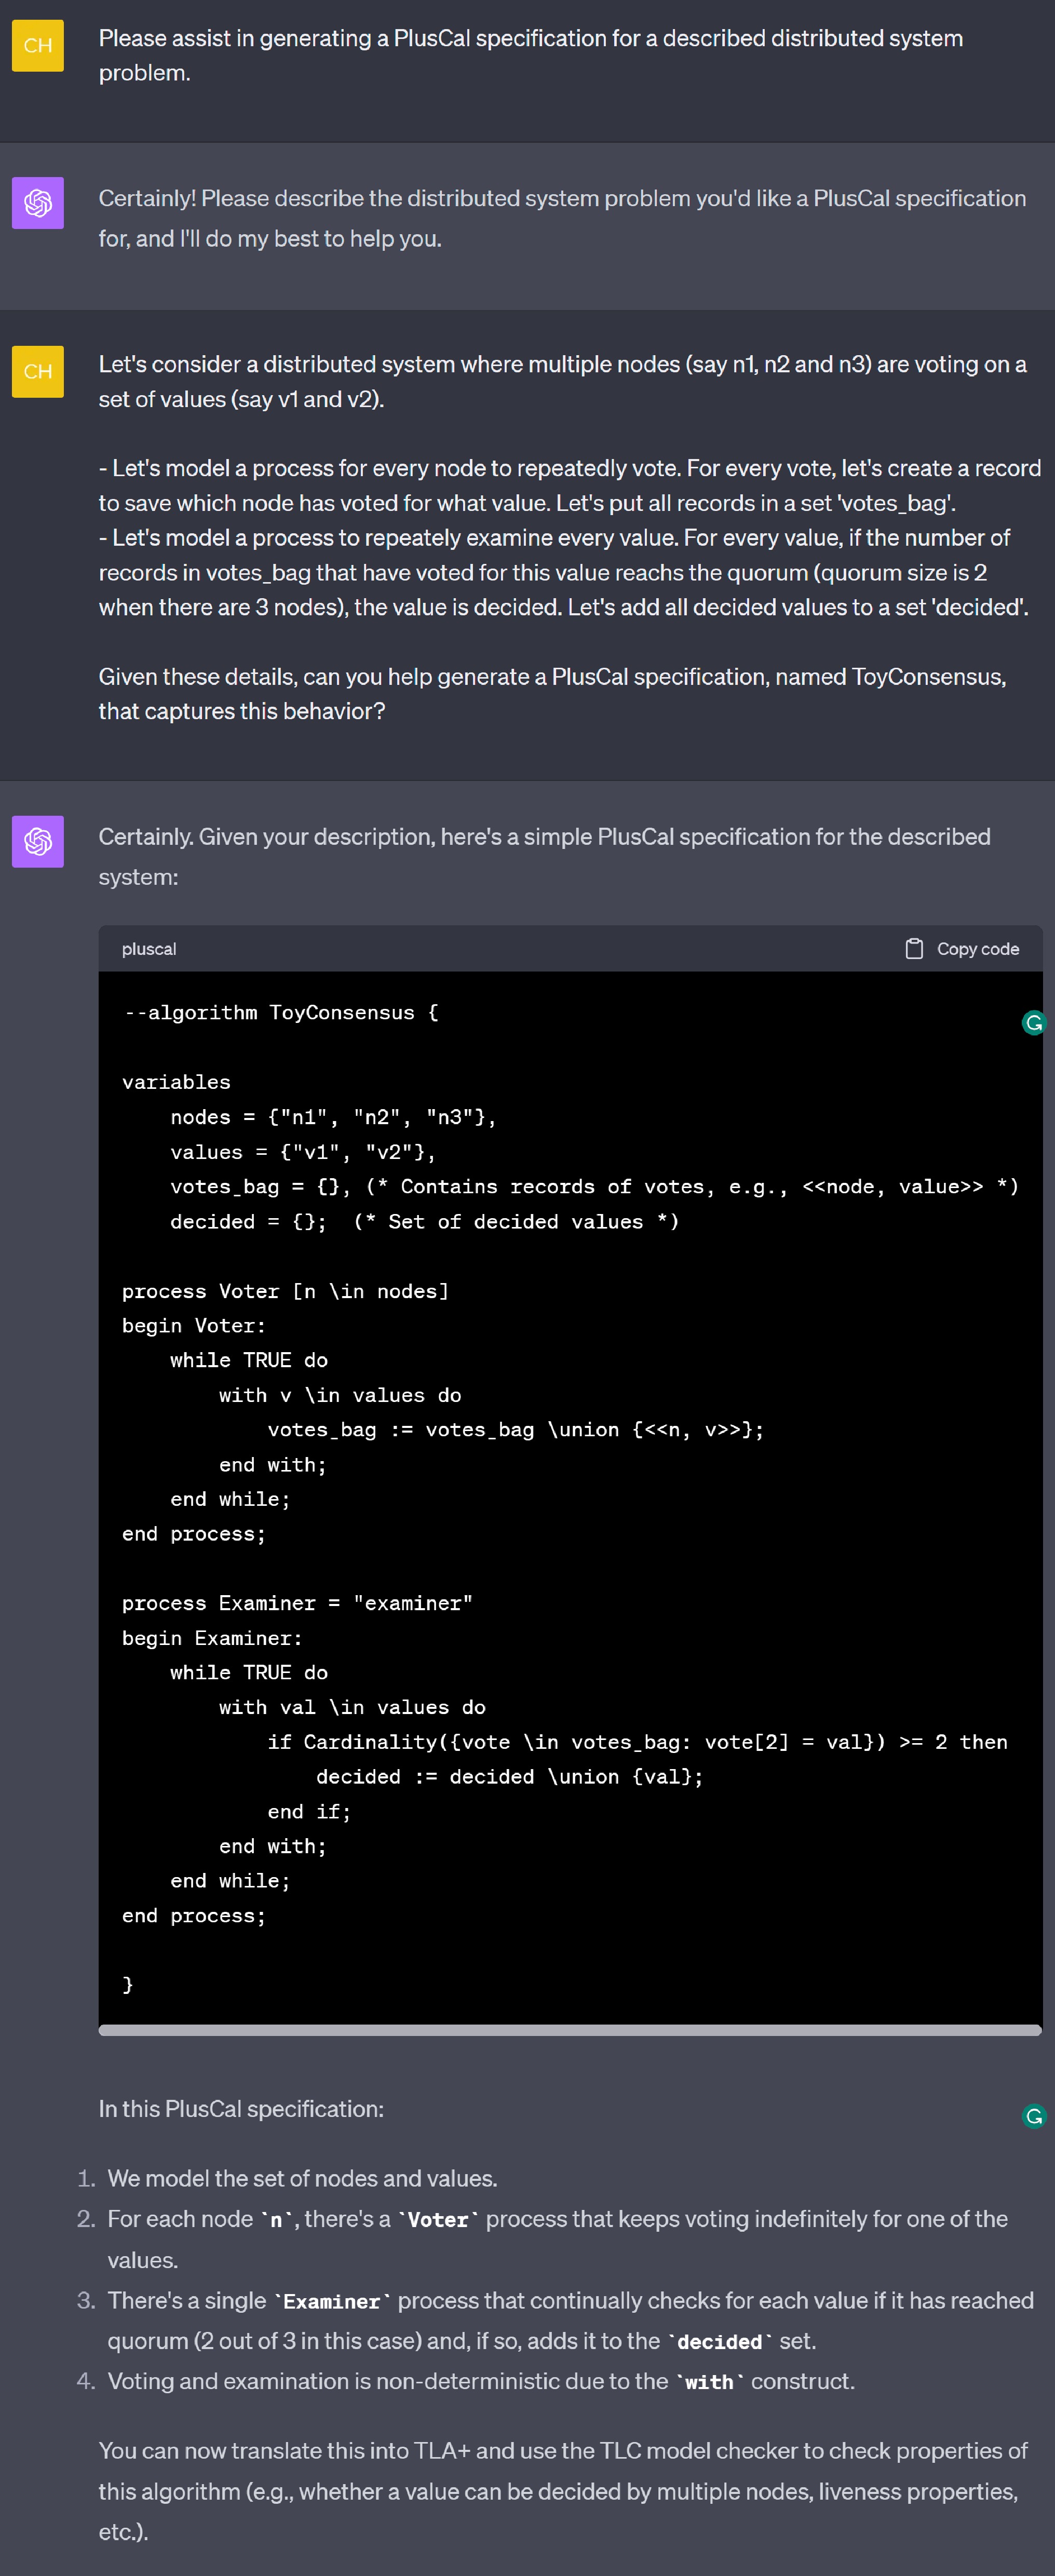 CH
Please assist in generating a PlusCal specification for a described distributed system
problem.
Certainly! Please describe the distributed system problem you'd like a PlusCal specification
for, and I'll do my best to help you.
CH
Let's consider a distributed system where multiple nodes (say n1, n2 and n3) are voting on a
set of values (say v1 and v2).
- Let's model a process for every node to repeatedly vote. For every vote, let's create a record
to save which node has voted for what value. Let's put all records in a set 'votes_bag'.
- Let's model a process to repeately examine every value. For every value, if the number of
records in votes_bag that have voted for this value reachs the quorum (quorum size is 2
when there are 3 nodes), the value is decided. Let's add all decided values to a set 'decided'.
Given these details, can you help generate a PlusCal specification, named ToyConsensus,
that captures this behavior?
Certainly. Given your description, here's a simple PlusCal specification for the described
system:
pluscal Copy code
--algorithm ToyConsensus {
variables
    nodes = {"n1", "n2", "n3"},
    values = {"v1", "v2"},
    votes_bag = {}, (* Contains records of votes, e.g., <<node, value>> *)
    decided = {};  (* Set of decided values *)
process Voter [n \in nodes]
begin Voter:
    while TRUE do
        with v \in values do
            votes_bag := votes_bag \union {<<n, v>>};
        end with;
    end while;
end process;
process Examiner = "examiner"
begin Examiner:
    while TRUE do
        with val \in values do
            if Cardinality({vote \in votes_bag: vote[2] = val}) >= 2 then
                decided := decided \union {val};
            end if;
        end with;
    end while;
end process;
}
In this PlusCal specification:
1. We model the set of nodes and values.
2. For each node `n`, there's a `Voter` process that keeps voting indefinitely for one of the
values.
3. There's a single `Examiner` process that continually checks for each value if it has reached
quorum (2 out of 3 in this case) and, if so, adds it to the `decided` set.
4. Voting and examination is non-deterministic due to the `with` construct.
You can now translate this into TLA+ and use the TLC model checker to check properties of
this algorithm (e.g., whether a value can be decided by multiple nodes, liveness properties,
etc.).